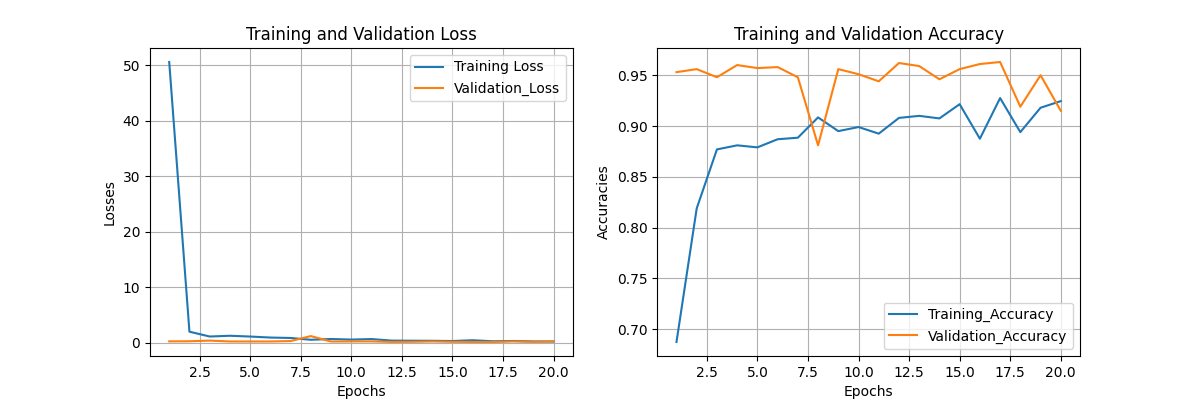 Training and Validation Loss
50
40
30
20
10
0
Losses
2.5 5.0 7.5 10.0 12.5 15.0 17.5 20.0
Epochs
Training Loss
Validation_Loss
Training and Validation Accuracy
0.95
0.90
0.85
0.80
0.75
0.70
Accuracies
2.5 5.0 7.5 10.0 12.5 15.0 17.5 20.0
Epochs
Training_Accuracy
Validation_Accuracy